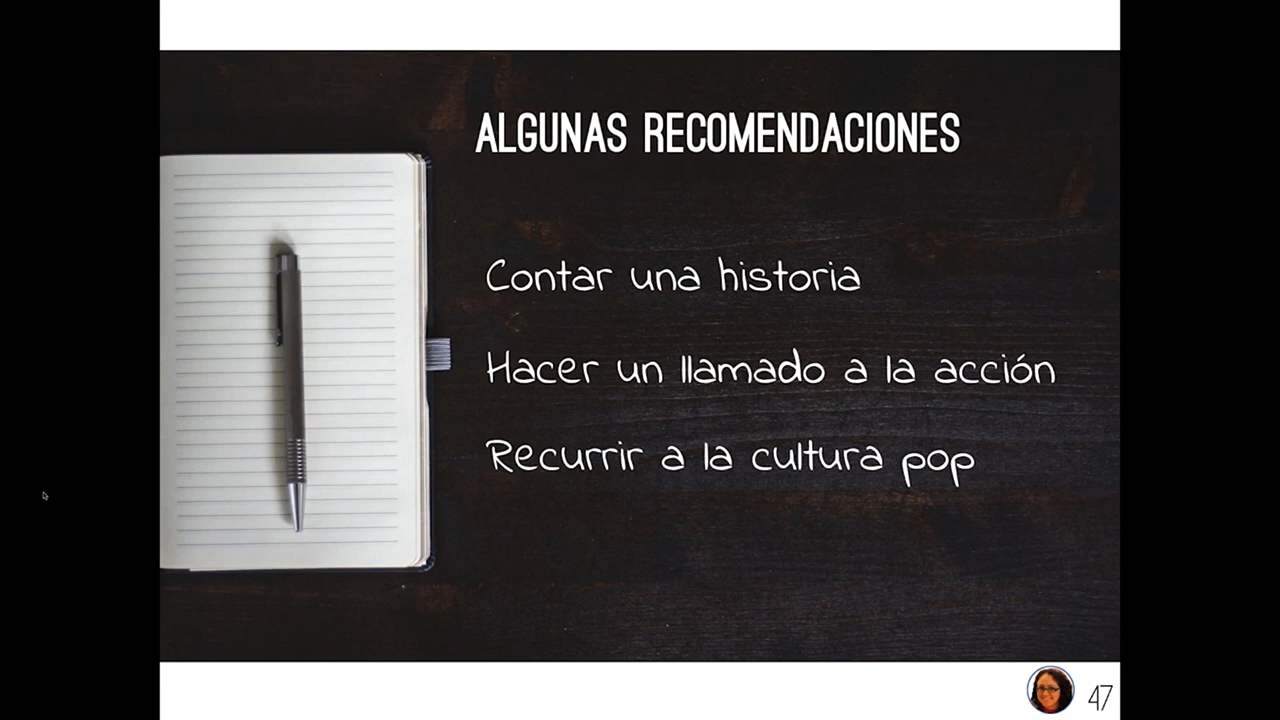 ALGUNAS RECOMENDACIONES
Contar una historia
Hacer un llamado a la acción
Recurrir a la cultura pop
47